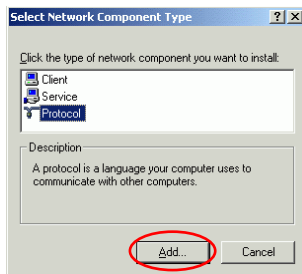 Select Network Component Type
Click the type of network component you want to install:
Client
Service
Protocol
Description
A protocol is a language your computer uses to
communicate with other computers.
Add...
Cancel